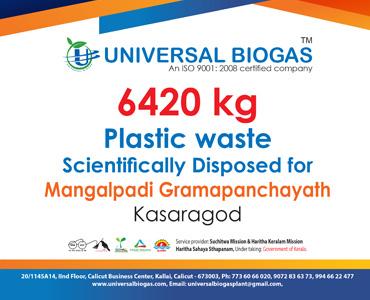 UNIVERSAL BIOGAS TM
An ISO 9001: 2008 certified company
6420 kg
Plastic waste
Scientifically Disposed for
Mangalpadi Gramapanchayath
Kasaragod
Service provider: Suchitwa Mission & Haritha Keralam Mission
Haritha Sahaya Sthapanam, Under taking: Government of Kerala.
20/1145A14, IInd Floor, Calicut Business Center, Kallai, Calicut - 673003, Ph: 773 60 66 020, 9072 83 63 73, 994 66 22 477
www.universalbiogas.com, Email: universalbiogasplant@gmail.com,